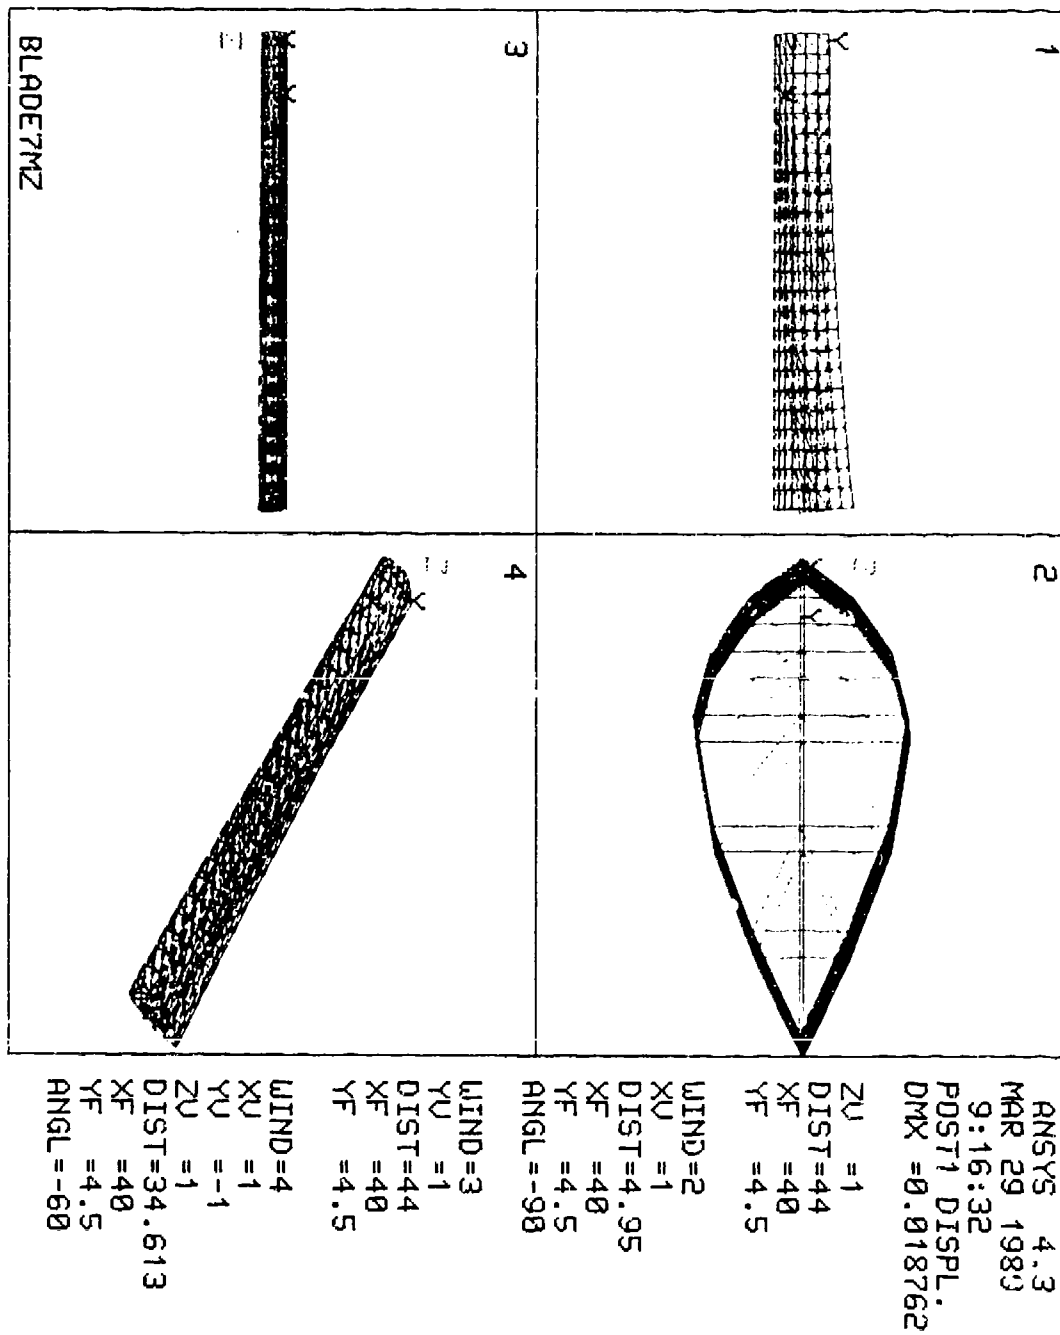 ANSYS 4.3
MAR 29 1989
9:16:32
POST1 DISPL.
DMX =0.018762
ZV =1
DIST=44
XF =40
YF =4.5
WIND=2
XV =1
DIST=4.95
XF =40
YF =4.5
ANGL=-90
WIND=3
YV =1
DIST=44
XF =40
YF =4.5
WIND=4
XV =1
YV =-1
ZV =1
DIST=34.613
XF =40
YF =4.5
ANGL=-60
1
Y
X
2
Y
3
Y
4
Y
BLADE7MZ